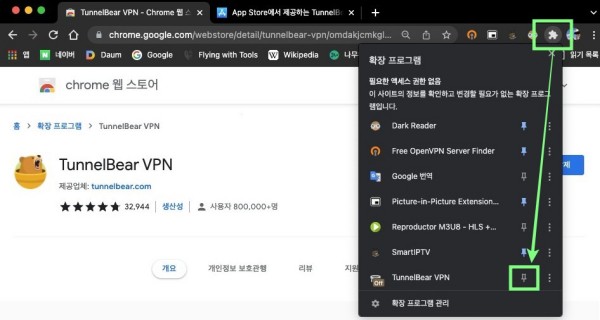 TunnelBear VPN - Chrome 웹 스
App Store에서 제공하는 TunnelB
chrome.google.com/webstore/detail/tunnelbear-vpn/omdakjcmkgl...
앱
네이버
Daum
Google
Flying with Tools
Wikipedia
나무
읽기 목록
chrome 웹 스토어
홈 > 확장 프로그램 > TunnelBear VPN
TunnelBear VPN
제공업체: tunnelbear.com
32,944
생산성
사용자 800,000+명
개요
개인정보 보호관행
리뷰
지원
확장 프로그램
필요한 액세스 권한 없음
이 사이트의 정보를 확인하고 변경할 필요가 없는 확장 프로그
램입니다.
Dark Reader
Free OpenVPN Server Finder
Google 번역
Picture-in-Picture Extension...
Reproductor M3U8 - HLS +...
SmartIPTV
TunnelBear VPN
Off
확장 프로그램 관리